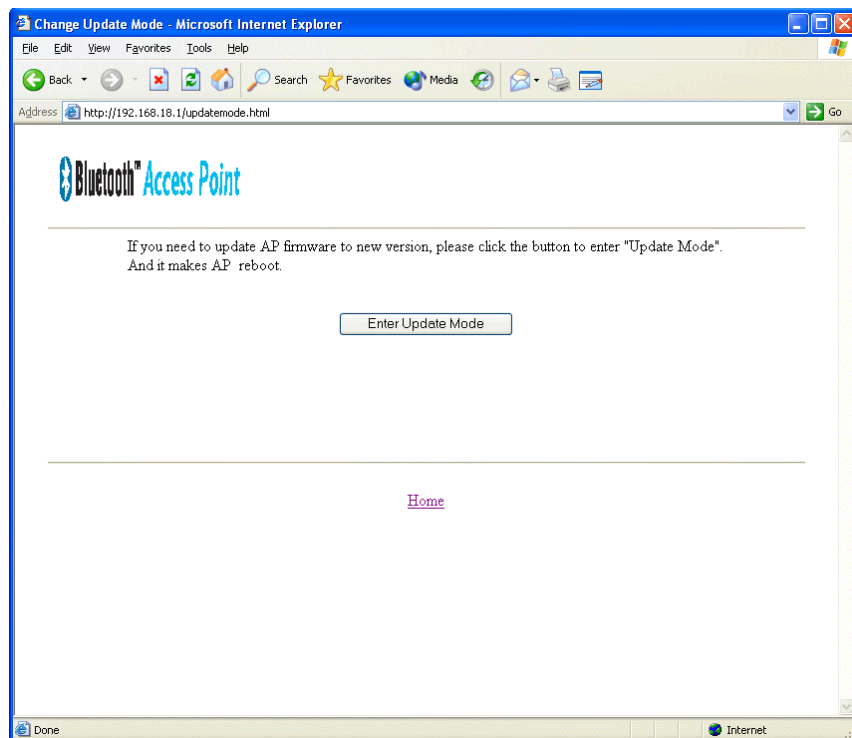 Change Update Mode - Microsoft Internet Explorer
File Edit View Favorites Tools Help
Back Search Favorites Media
Address http://192.168.18.1/updatemode.html Go
Bluetooth™ Access Point
If you need to update AP firmware to new version, please click the button to enter "Update Mode".
And it makes AP reboot.
Enter Update Mode
Home
Done Internet